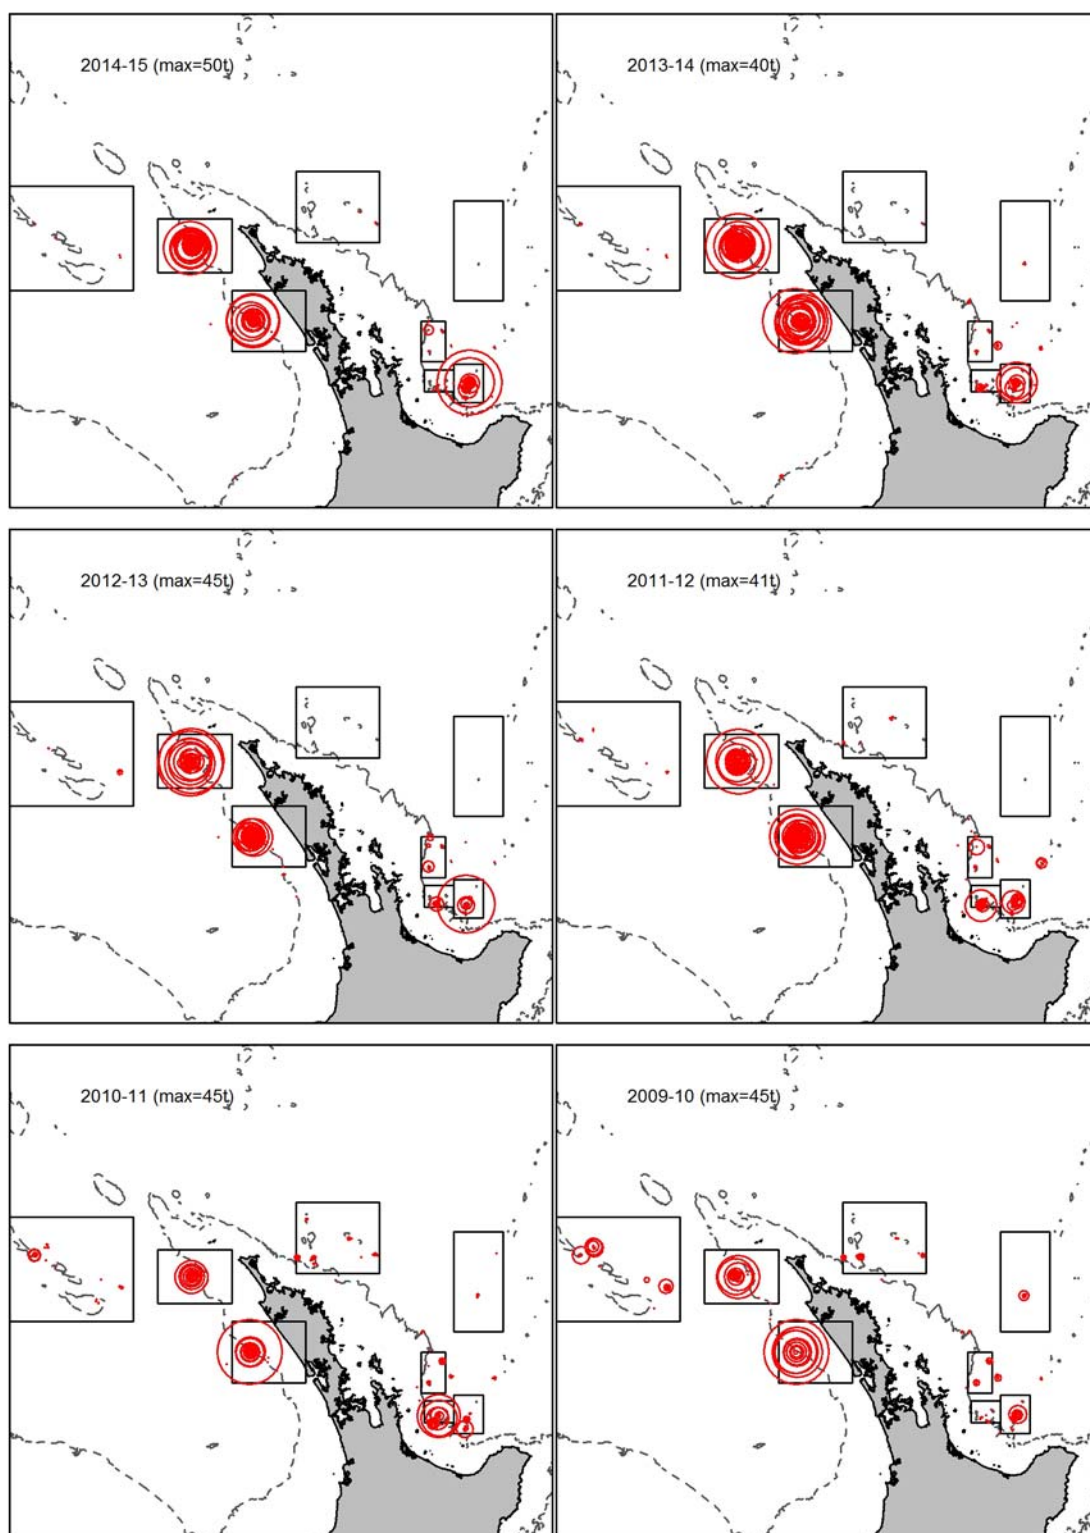 2014-15 (max=50t)
2013-14 (max=40t)
2012-13 (max=45t)
2011-12 (max=41t)
2010-11 (max=45t)
2009-10 (max=45t)